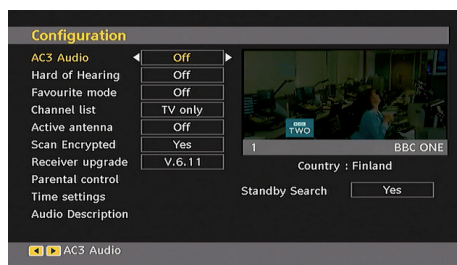 Configuration
AC3 Audio Off
Hard of Hearing Off
Favourite mode Off
Channel list TV only
Active antenna Off
Scan Encrypted Yes
Receiver upgrade V.6.11
Parental control
Time settings
Audio Description
BBC
TWO
1 BBC ONE
Country : Finland
Standby Search Yes
AC3 Audio